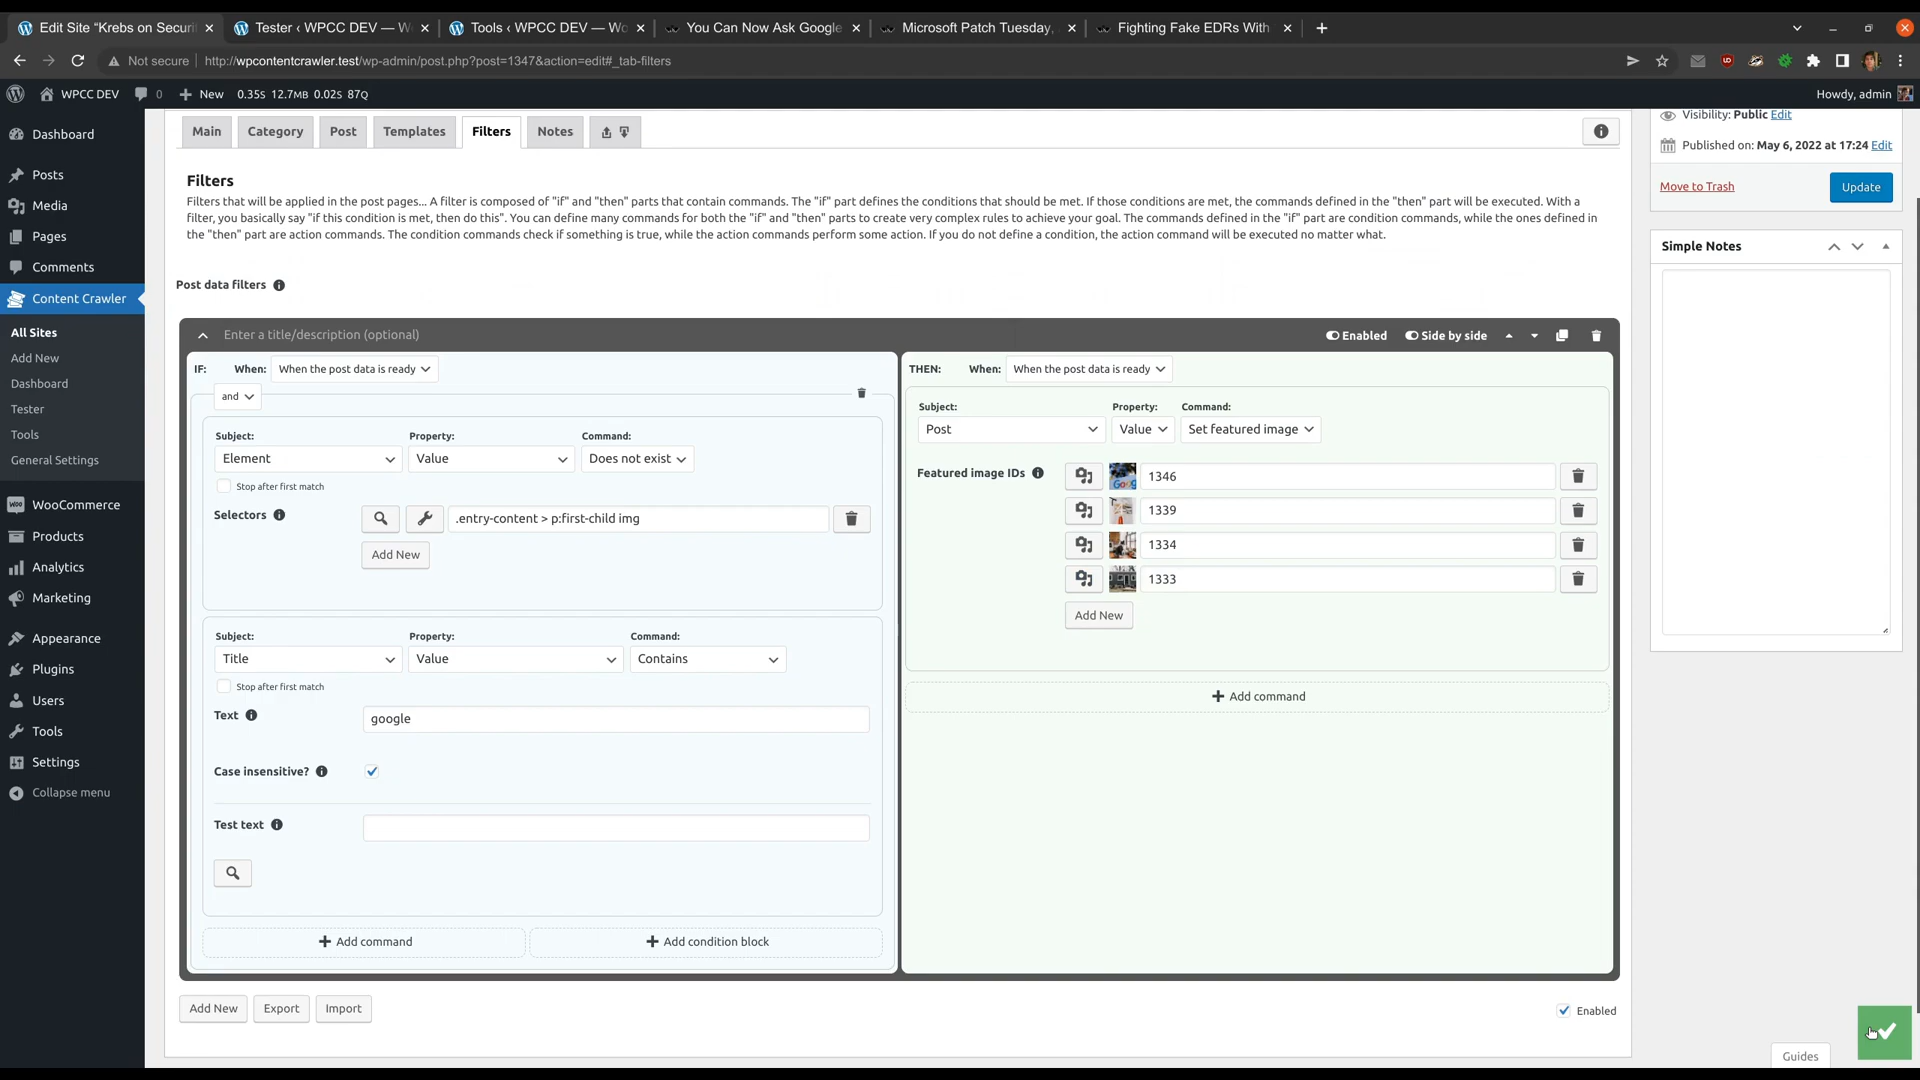 Edit Site “Krebs on Securi
Tester ‹ WPCC DEV — W
Tools ‹ WPCC DEV — Wo
You Can Now Ask Google
Microsoft Patch Tuesday,
Fighting Fake EDRs With
Not secure
http://wpcontentcrawler.test/wp-admin/post.php?post=1347&action=edit#_tab-filters
WPCC DEV 0 New 0.35S 12.7MB 0.02S 87Q
Howdy, admin
Dashboard
Posts
Media
Pages
Comments
Content Crawler
All Sites
Add New
Dashboard
Tester
Tools
General Settings
WooCommerce
Products
Analytics
Marketing
Appearance
Plugins
Users
Tools
Settings
Collapse menu
Main Category Post Templates Filters Notes
Filters
Filters that will be applied in the post pages... A filter is composed of "if" and "then" parts that contain commands. The "if" part defines the conditions that should be met. If those conditions are met, the commands defined in the "then" part will be executed. With a
filter, you basically say "if this condition is met, then do this". You can define many commands for both the "if" and "then" parts to create very complex rules to achieve your goal. The commands defined in the "if" part are condition commands, while the ones defined in
the "then" part are action commands. The condition commands check if something is true, while the action commands perform some action. If you do not define a condition, the action command will be executed no matter what.
Post data filters
Enter a title/description (optional)
Enabled Side by side
IF: When: When the post data is ready
and
Subject: Property: Command:
Element Value Does not exist
Stop after first match
Selectors .entry-content > p:first-child img
Add New
Subject: Property: Command:
Title Value Contains
Stop after first match
Text google
Case insensitive?
Test text
Add command Add condition block
THEN: When: When the post data is ready
Subject: Property: Command:
Post Value Set featured image
Featured image IDs 1346
1339
1334
1333
Add New
Add command
Add New Export Import
Enabled
Visibility: Public Edit
Published on: May 6, 2022 at 17:24 Edit
Move to Trash Update
Simple Notes
Guides